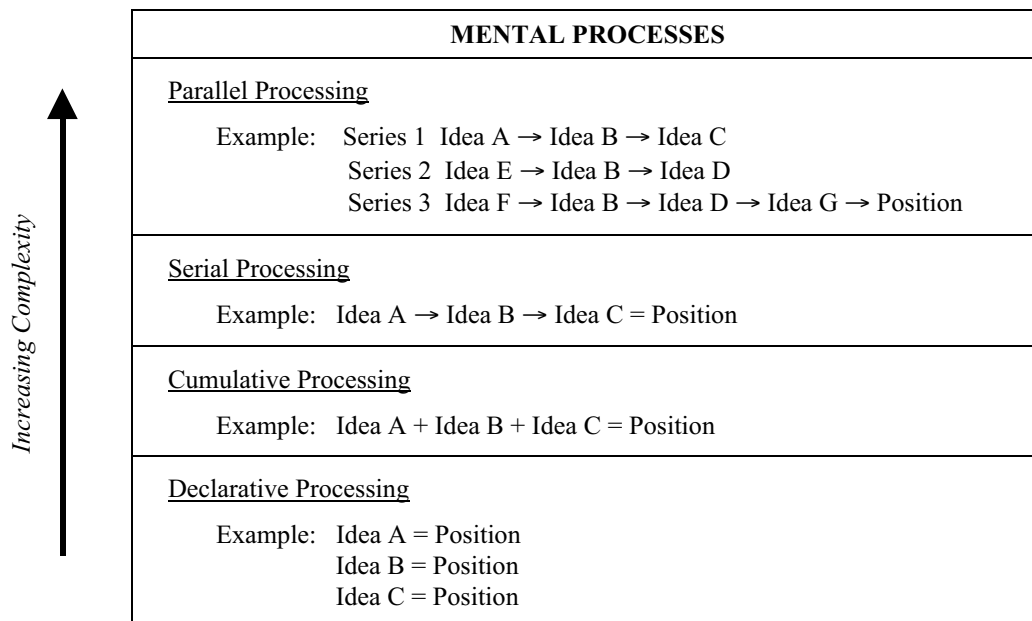 MENTAL PROCESSES
Increasing Complexity
Parallel Processing
Example: Series 1 Idea A → Idea B → Idea C
Series 2 Idea E → Idea B → Idea D
Series 3 Idea F → Idea B → Idea D → Idea G → Position
Serial Processing
Example: Idea A → Idea B → Idea C = Position
Cumulative Processing
Example: Idea A + Idea B + Idea C = Position
Declarative Processing
Example: Idea A = Position
Idea B = Position
Idea C = Position